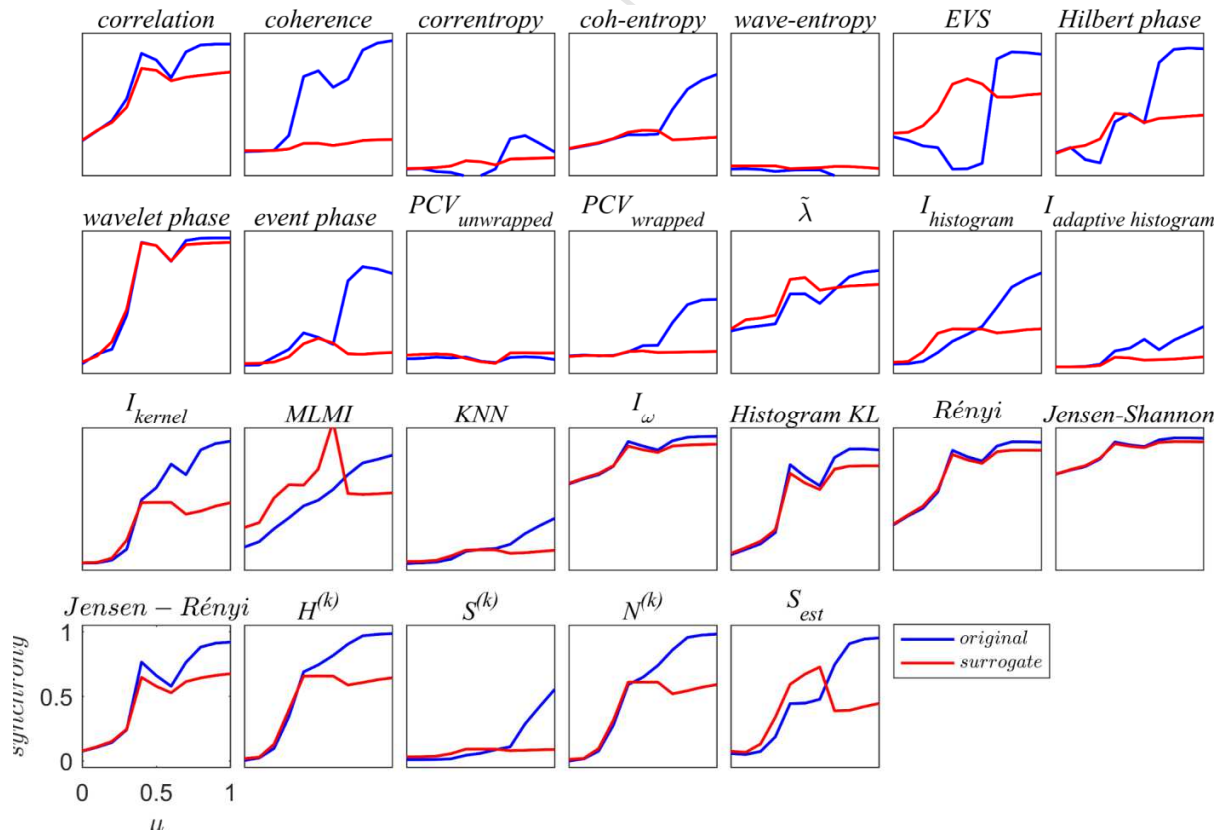 correlation coherence correntropy coh-entropy wave-entropy EVS Hilbert phase
wavelet phase event phase PCV unwrapped PCV wrapped λ̃ I histogram I adaptive histogram
I kernel MLMI KNN I ω Histogram KL Rényi Jensen-Shannon
Jensen − Rényi H(k) S(k) N(k) S est
1
0.5
0
synchrony
0 0.5 1
μ
original
surrogate